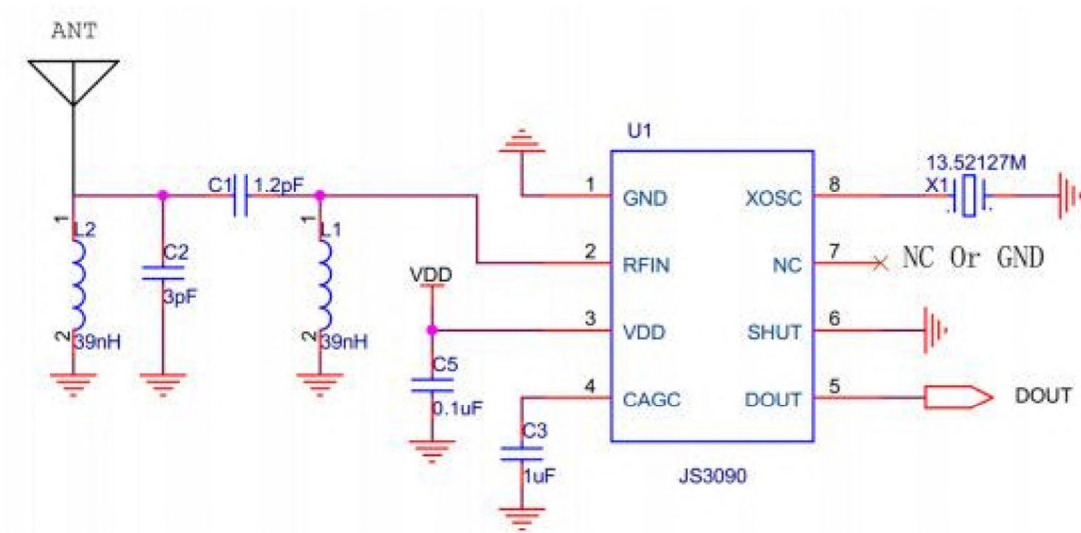 ANT
U1
C1 1.2pF
1 L2
2 39nH
C2
3pF
1 L1
2 39nH
VDD
C5
0.1uF
C3
1uF
1 GND
2 RFIN
3 VDD
4 CAGC
XOSC 8
NC 7
SHUT 6
DOUT 5
13.52127M
X1
NC Or GND
DOUT
JS3090